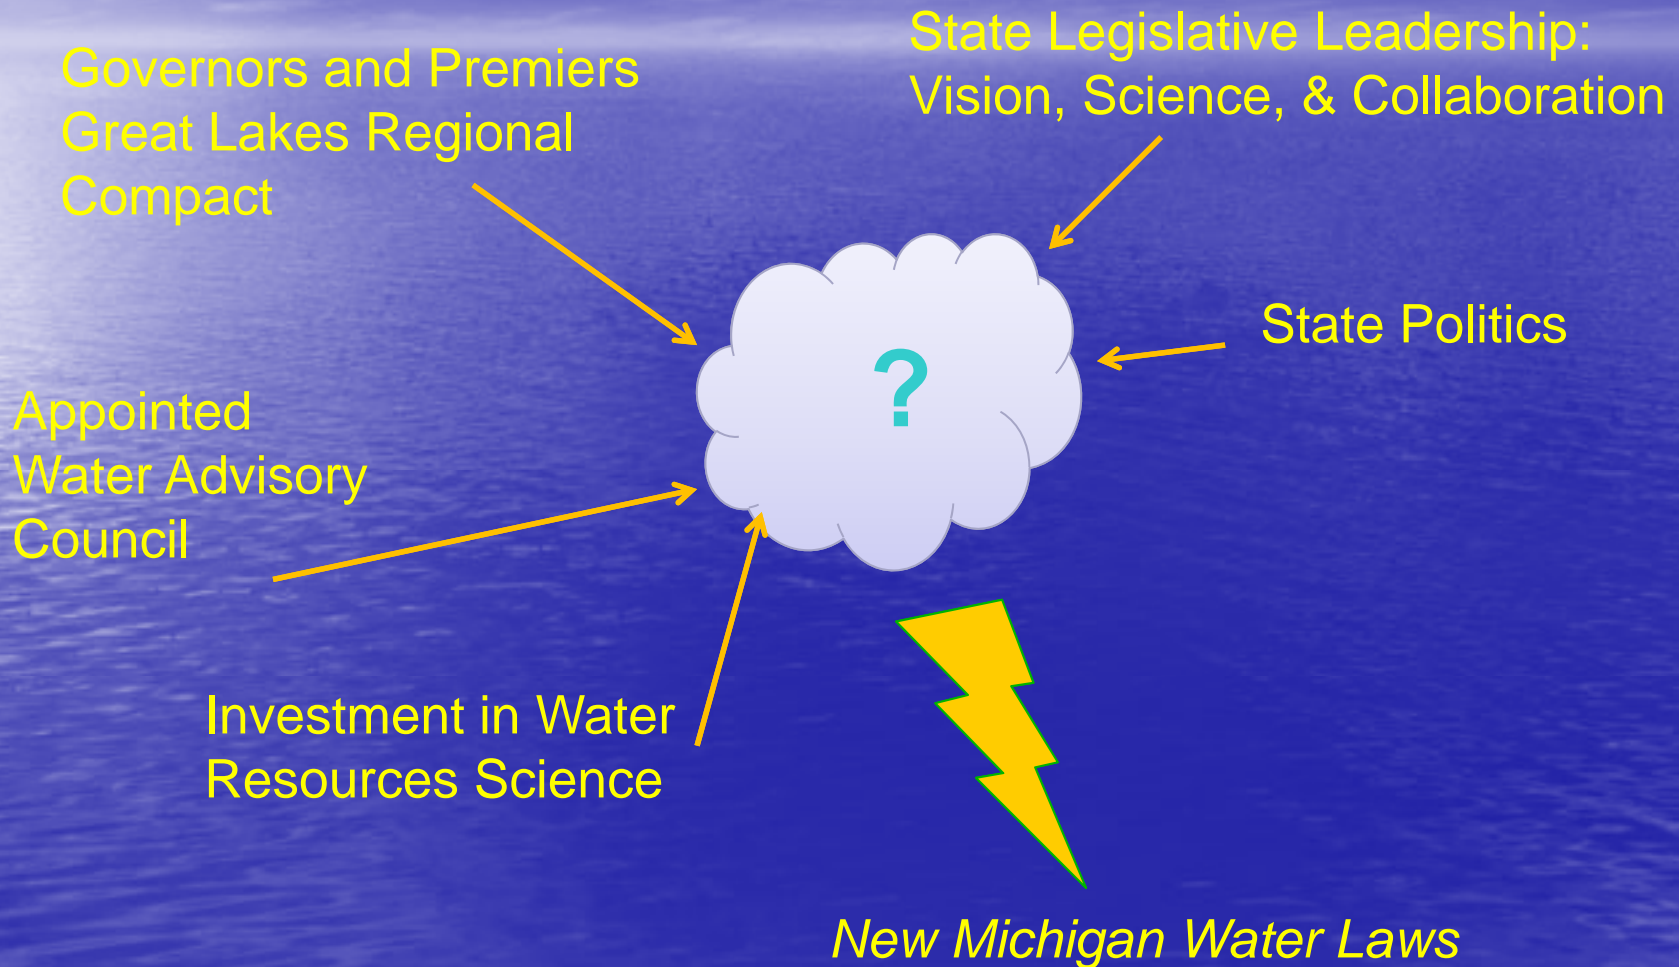 Governors and Premiers
Great Lakes Regional
Compact
State Legislative Leadership:
Vision, Science, & Collaboration
State Politics
?
Appointed
Water Advisory
Council
Investment in Water
Resources Science
New Michigan Water Laws